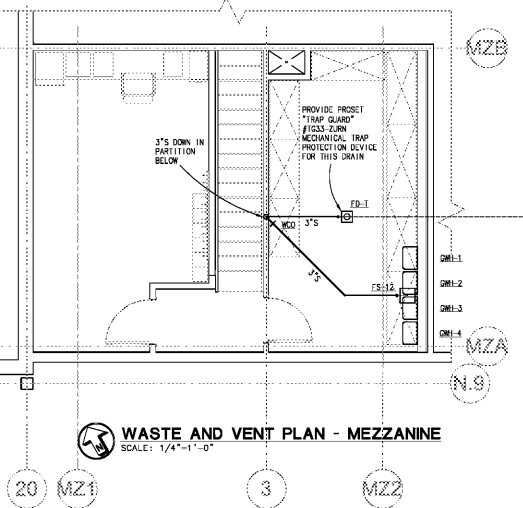 MZB
PROVIDE PROSET
"TRAP GUARD"
#TG33-ZURN
MECHANICAL TRAP
PROTECTION DEVICE
FOR THIS DRAIN
3"S DOWN IN
PARTITION
BELOW
FD-T
WCO
3"S
3"S
GWH-1
GWH-2
FS-12
GWH-3
GWH-4
MZA
N.9
N
WASTE AND VENT PLAN - MEZZANINE
SCALE: 1/4"-1'-0"
20
MZ1
3
MZ2